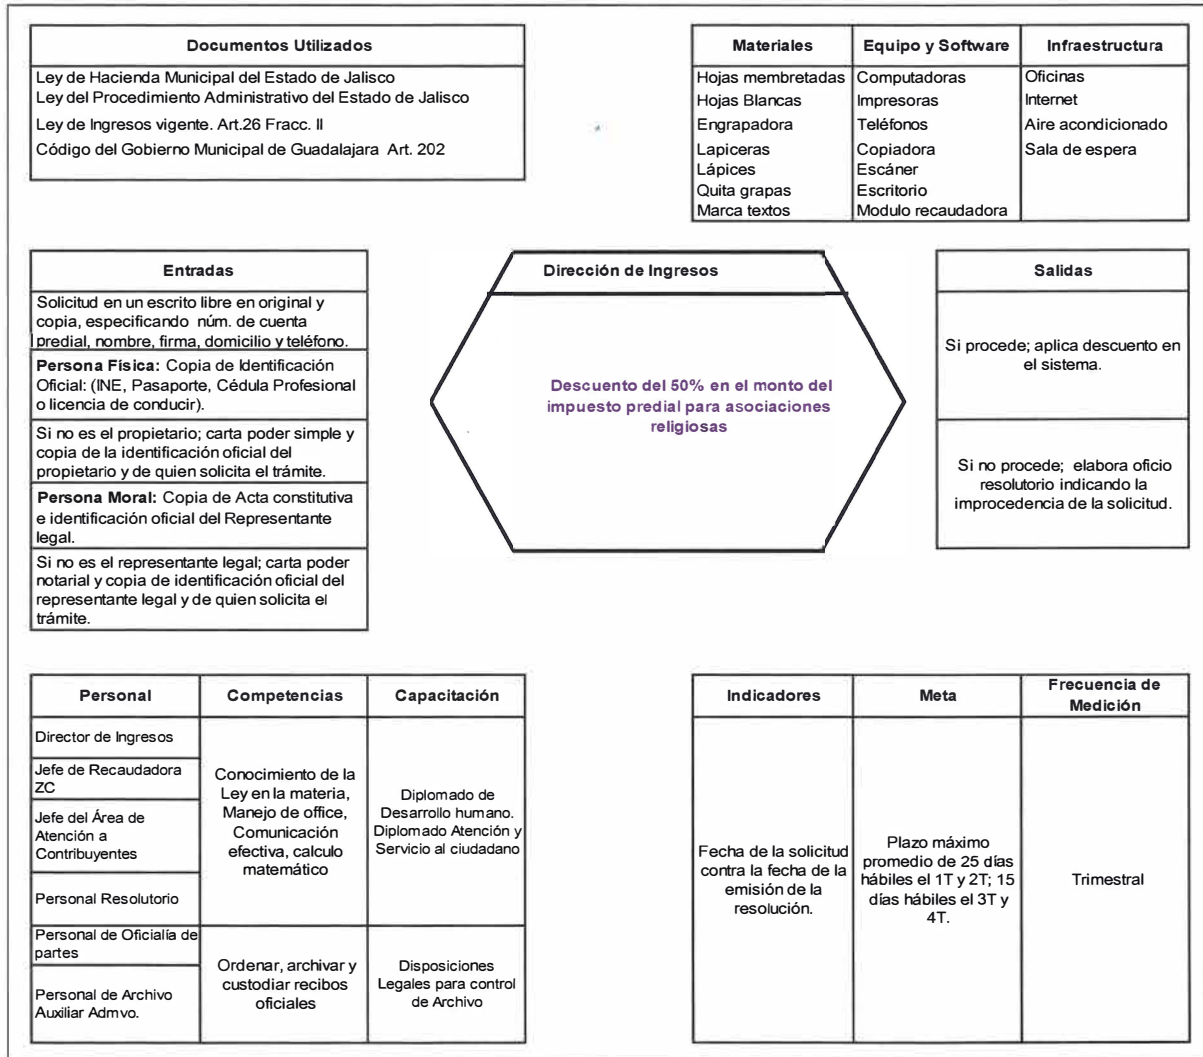 Documentos Utilizados
Ley de Hacienda Municipal del Estado de Jalisco
Ley del Procedimiento Administrativo del Estado de Jalisco
Ley de Ingresos vigente. Art.26 Fracc. II
Código del Gobierno Municipal de Guadalajara Art. 202
Materiales
Hojas membretadas
Hojas Blancas
Engrapadora
Lapiceras
Lápices
Quita grapas
Marca textos
Equipo y Software
Computadoras
Impresoras
Teléfonos
Copiadora
Escáner
Escritorio
Modulo recaudadora
Infraestructura
Oficinas
Internet
Aire acondicionado
Sala de espera
Entradas
Solicitud en un escrito libre en original y
copia, especificando núm. de cuenta
predial, nombre, firma, domicilio y teléfono.
Persona Física: Copia de Identificación
Oficial: (INE, Pasaporte, Cédula Profesional
o licencia de conducir).
Si no es el propietario; carta poder simple y
copia de la identificación oficial del
propietario y de quien solicita el trámite.
Persona Moral: Copia de Acta constitutiva
e identificación oficial del Representante
legal.
Si no es el representante legal; carta poder
notarial y copia de identificación oficial del
representante legal y de quien solicita el
trámite.
Dirección de Ingresos
Descuento del 50% en el monto del
impuesto predial para asociaciones
religiosas
Salidas
Si procede; aplica descuento en
el sistema.
Si no procede; elabora oficio
resolutorio indicando la
improcedencia de la solicitud.
Personal
Director de Ingresos
Jefe de Recaudadora
ZC
Jefe del Área de
Atención a
Contribuyentes
Personal Resolutorio
Personal de Oficialía de
partes
Personal de Archivo
Auxiliar Admvo.
Competencias
Conocimiento de la
Ley en la materia,
Manejo de office,
Comunicación
efectiva, calculo
matemático
Ordenar, archivar y
custodiar recibos
oficiales
Capacitación
Diplomado de
Desarrollo humano.
Diplomado Atención y
Servicio al ciudadano
Disposiciones
Legales para control
de Archivo
Indicadores
Fecha de la solicitud
contra la fecha de la
emisión de la
resolución.
Meta
Plazo máximo
promedio de 25 días
hábiles el 1T y 2T; 15
días hábiles el 3T y
4T.
Frecuencia de
Medición
Trimestral